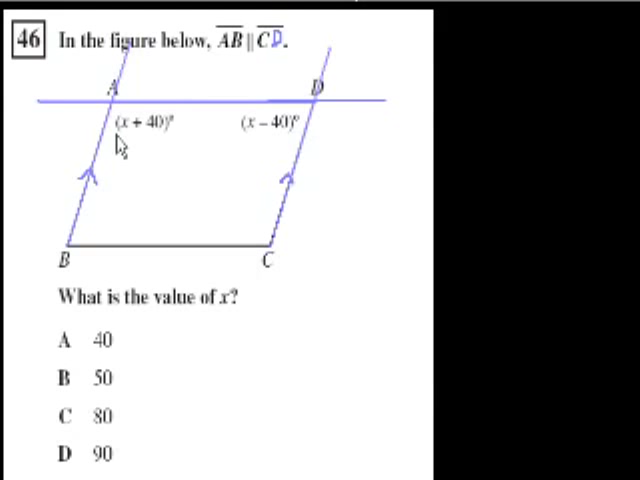 46 In the figure below, AB || CD.
A D
(x + 40)° (x – 40)°
B C
What is the value of x?
A 40
B 50
C 80
D 90